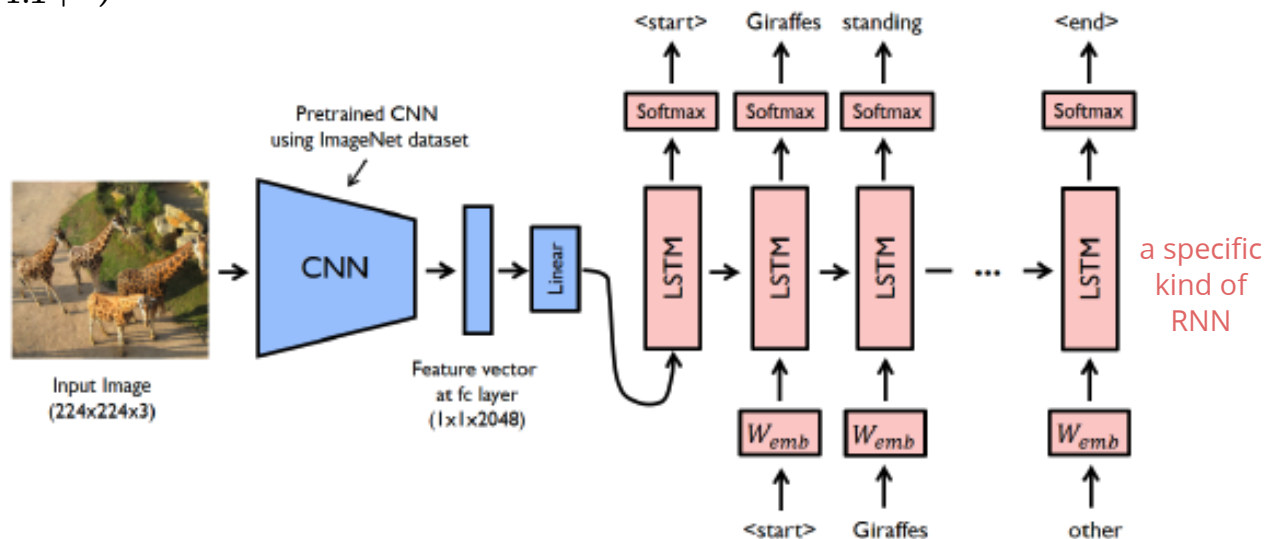 <start> Giraffes standing <end>
Softmax Softmax Softmax Softmax
Pretrained CNN
using ImageNet dataset
CNN
Linear
LSTM LSTM LSTM ... LSTM
a specific
kind of
RNN
Input Image
(224x224x3)
Feature vector
at fc layer
(1x1x2048)
W_emb W_emb W_emb
<start> Giraffes other